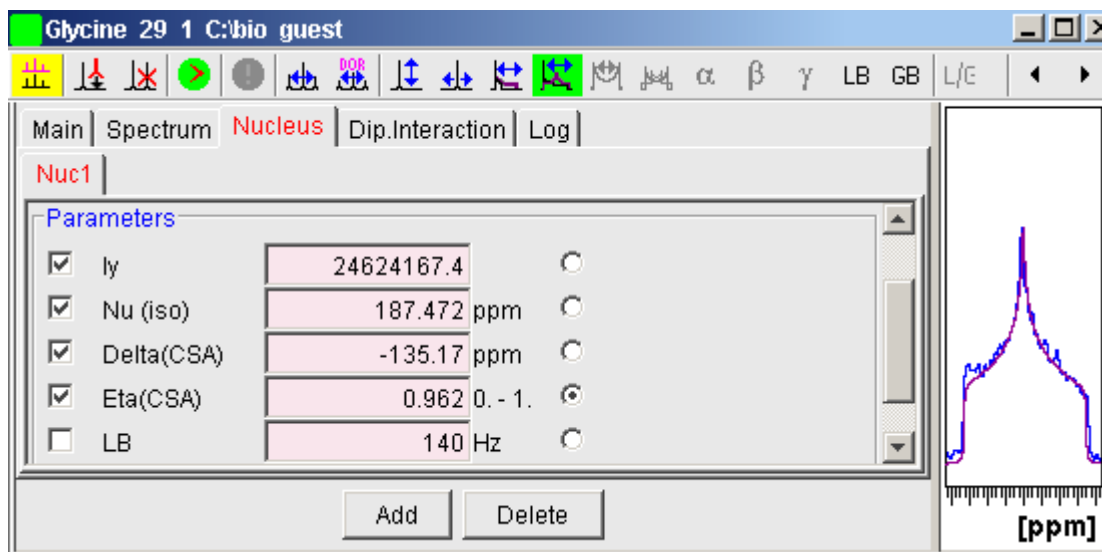 Glycine 29 1 C:\bio guest
DOR
α β γ LB GB L/E
Main Spectrum Nucleus Dip.Interaction Log
Nuc1
Parameters
Iy 24624167.4
Nu (iso) 187.472 ppm
Delta(CSA) -135.17 ppm
Eta(CSA) 0.962 0. - 1.
LB 140 Hz
Add Delete
[ppm]